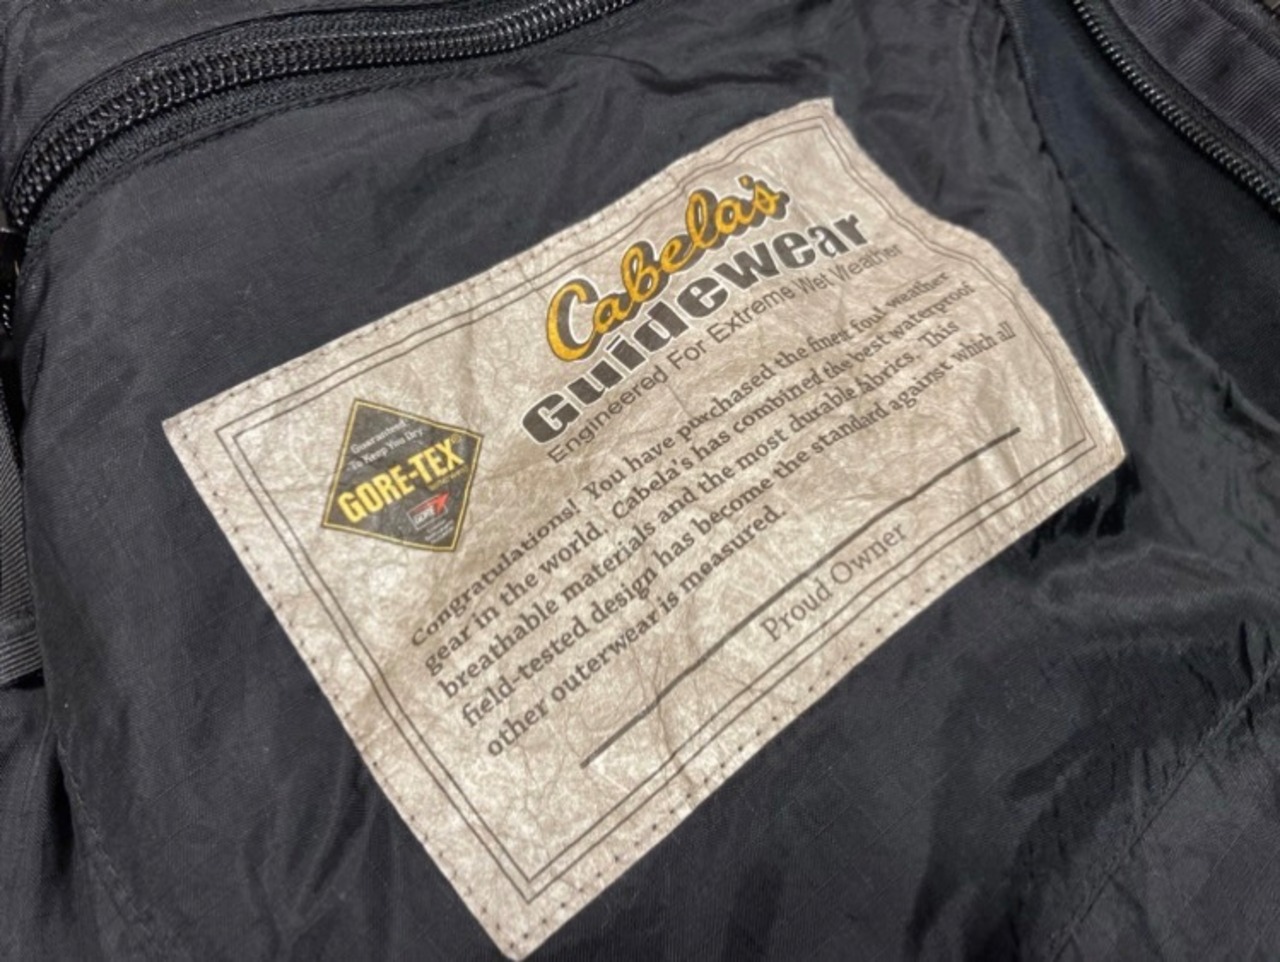 Cabela's
Guidewear
Engineered For Extreme Wet Weather
Guaranteed
To Keep You Dry
GORE-TEX®
GORE
Congratulations! You have purchased the finest foul weather
gear in the world. Cabela's has combined the best waterproof
breathable materials and the most durable fabrics. This
field-tested design has become the standard against which all
other outerwear is measured.
Proud Owner